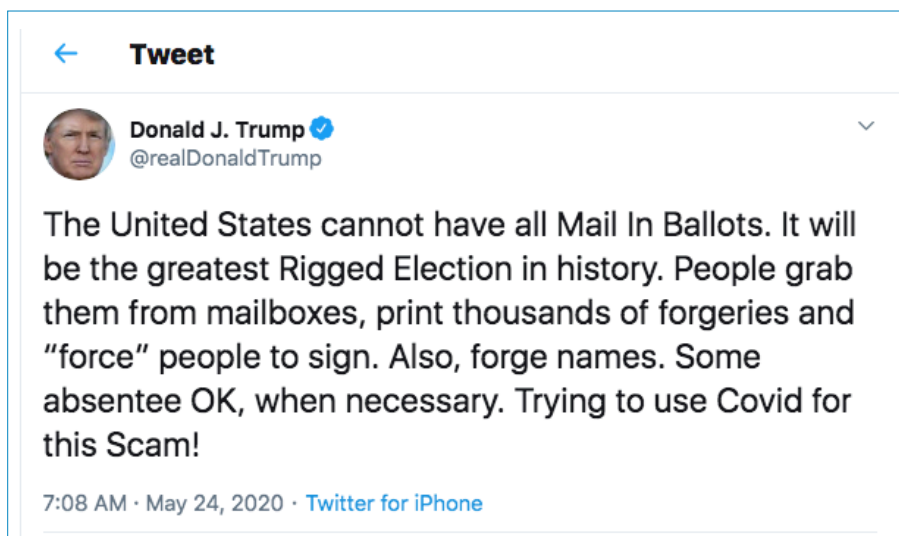 Tweet
Donald J. Trump
@realDonaldTrump
The United States cannot have all Mail In Ballots. It will
be the greatest Rigged Election in history. People grab
them from mailboxes, print thousands of forgeries and
“force” people to sign. Also, forge names. Some
absentee OK, when necessary. Trying to use Covid for
this Scam!
7:08 AM · May 24, 2020 · Twitter for iPhone